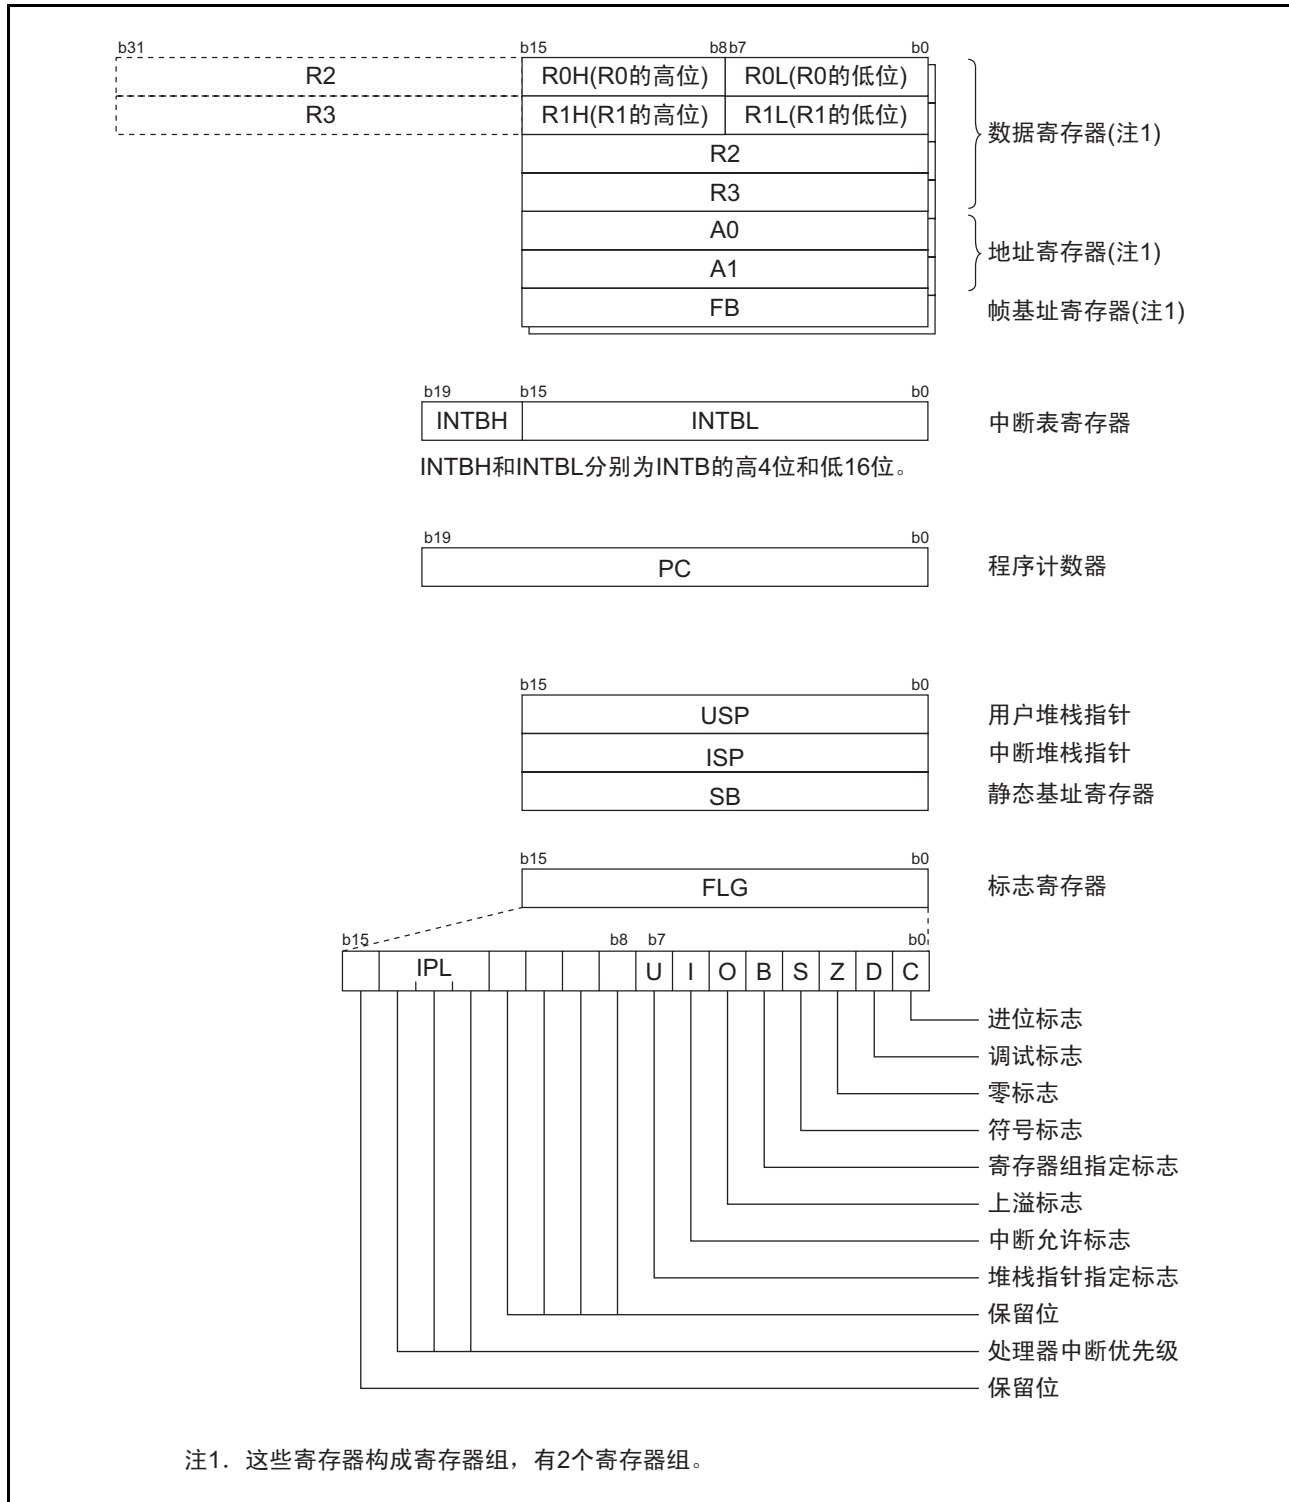 b31 b15 b8 b7 b0
R2 R0H(R0的高位) R0L(R0的低位)
R3 R1H(R1的高位) R1L(R1的低位)
数据寄存器(注1)
R2
R3
A0
地址寄存器(注1)
A1
FB 帧基址寄存器(注1)
b19 b15 b0
INTBH INTBL 中断表寄存器
INTBH和INTBL分别为INTB的高4位和低16位。
b19 b0
PC 程序计数器
b15 b0
USP 用户堆栈指针
ISP 中断堆栈指针
SB 静态基址寄存器
b15 b0
FLG 标志寄存器
b15 b8 b7 b0
IPL U I O B S Z D C
进位标志
调试标志
零标志
符号标志
寄存器组指定标志
上溢标志
中断允许标志
堆栈指针指定标志
保留位
处理器中断优先级
保留位
注1. 这些寄存器构成寄存器组，有2个寄存器组。